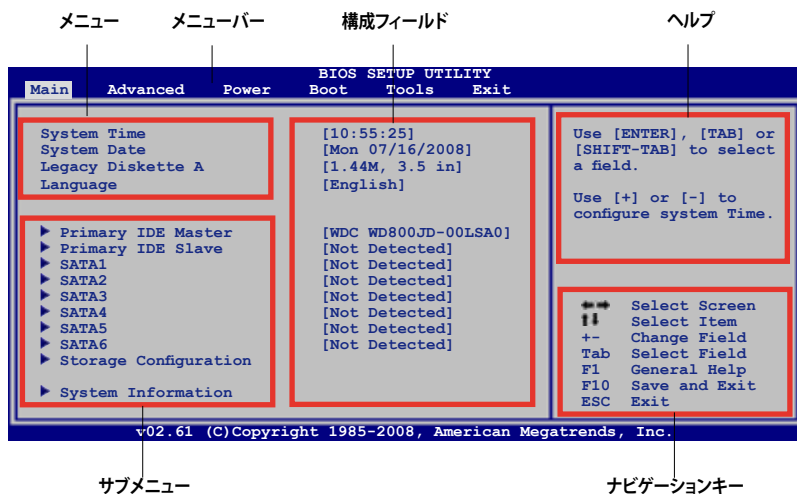 メニュー メニューバー 構成フィールド ヘルプ
BIOS SETUP UTILITY
Main Advanced Power Boot Tools Exit
System Time [10:55:25]
System Date [Mon 07/16/2008]
Legacy Diskette A [1.44M, 3.5 in]
Language [English]
Use [ENTER], [TAB] or
[SHIFT-TAB] to select
a field.
Use [+] or [-] to
configure system Time.
Primary IDE Master [WDC WD800JD-00LSA0]
Primary IDE Slave [Not Detected]
SATA1 [Not Detected]
SATA2 [Not Detected]
SATA3 [Not Detected]
SATA4 [Not Detected]
SATA5 [Not Detected]
SATA6 [Not Detected]
Storage Configuration
System Information
←→ Select Screen
↑↓ Select Item
+- Change Field
Tab Select Field
F1 General Help
F10 Save and Exit
ESC Exit
v02.61 (C)Copyright 1985-2008, American Megatrends, Inc.
サブメニュー ナビゲーションキー